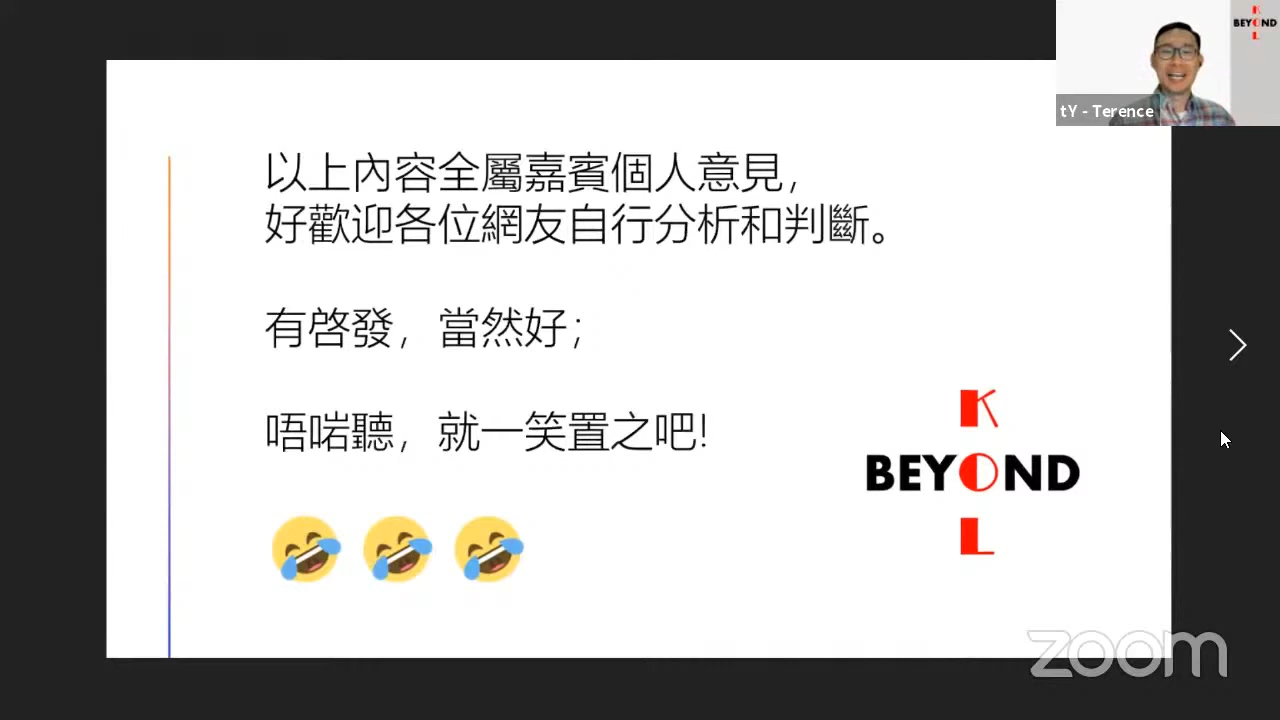 K
BEYOND
L
tY - Terence
以上內容全屬嘉賓個人意見,
好歡迎各位網友自行分析和判斷。
有啓發, 當然好;
唔啱聽, 就一笑置之吧!
K
BEYOND
L
zoom